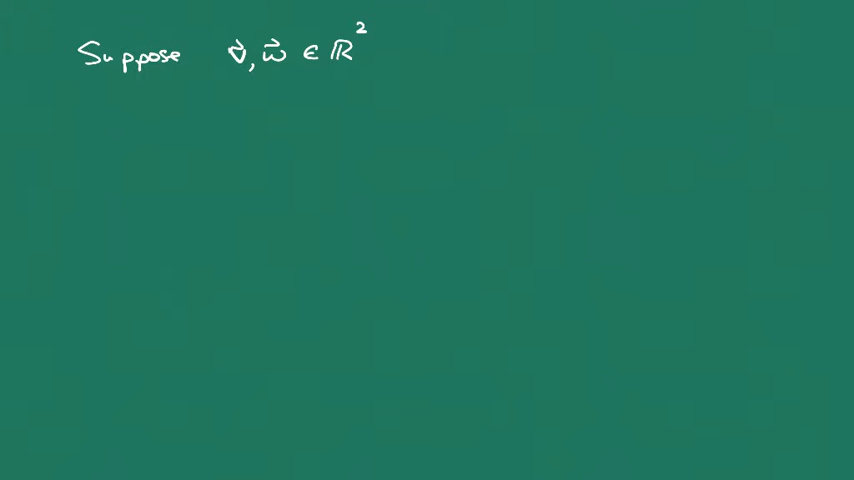 Suppose v⃗, w⃗ ∈ ℝ²